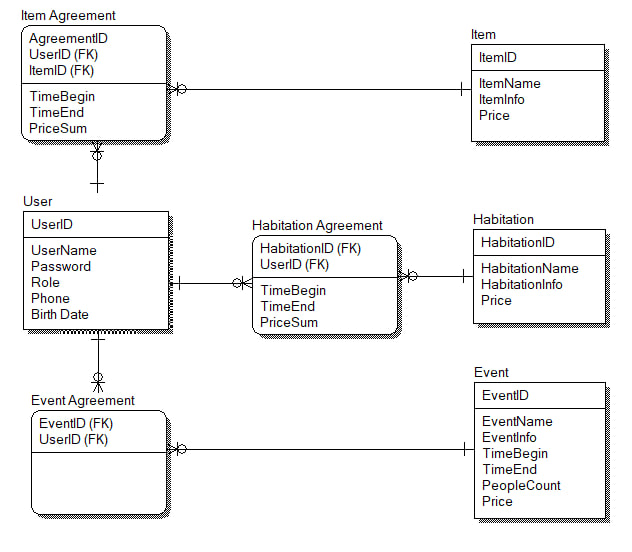 Item Agreement
AgreementID
UserID (FK)
ItemID (FK)
TimeBegin
TimeEnd
PriceSum
Item
ItemID
ItemName
ItemInfo
Price
User
UserID
UserName
Password
Role
Phone
Birth Date
Habitation Agreement
HabitationID (FK)
UserID (FK)
TimeBegin
TimeEnd
PriceSum
Habitation
HabitationID
HabitationName
HabitationInfo
Price
Event Agreement
EventID (FK)
UserID (FK)
Event
EventID
EventName
EventInfo
TimeBegin
TimeEnd
PeopleCount
Price